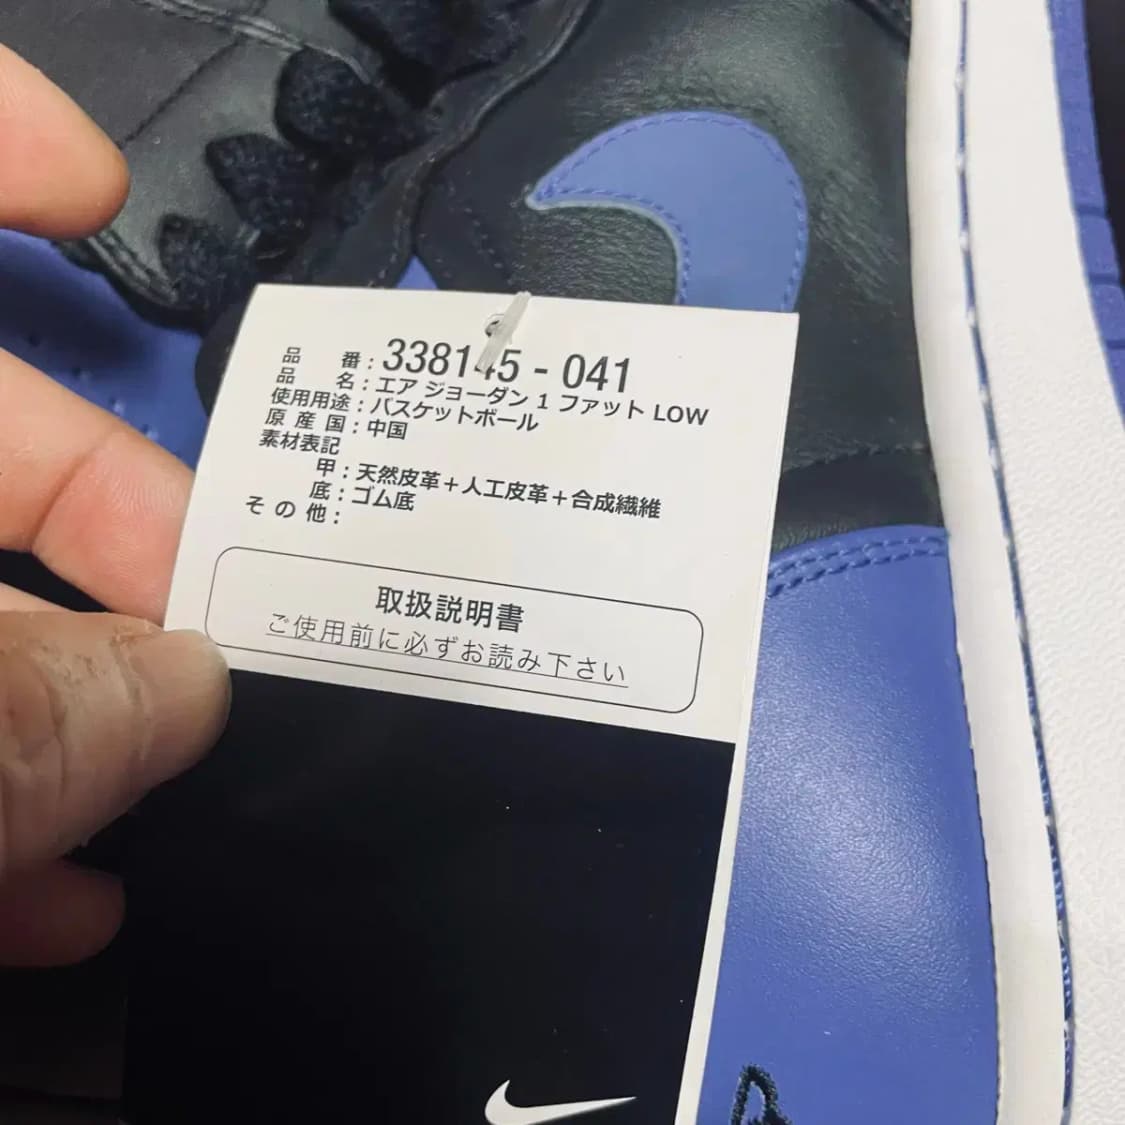 品 番：338145 - 041
品 名：エア ジョーダン 1 ファット LOW
使用用途：バスケットボール
原 産 国：中国
素材表記
甲：天然皮革＋人工皮革＋合成繊維
底：ゴム底
そ の 他：
取扱説明書
ご使用前に必ずお読み下さい